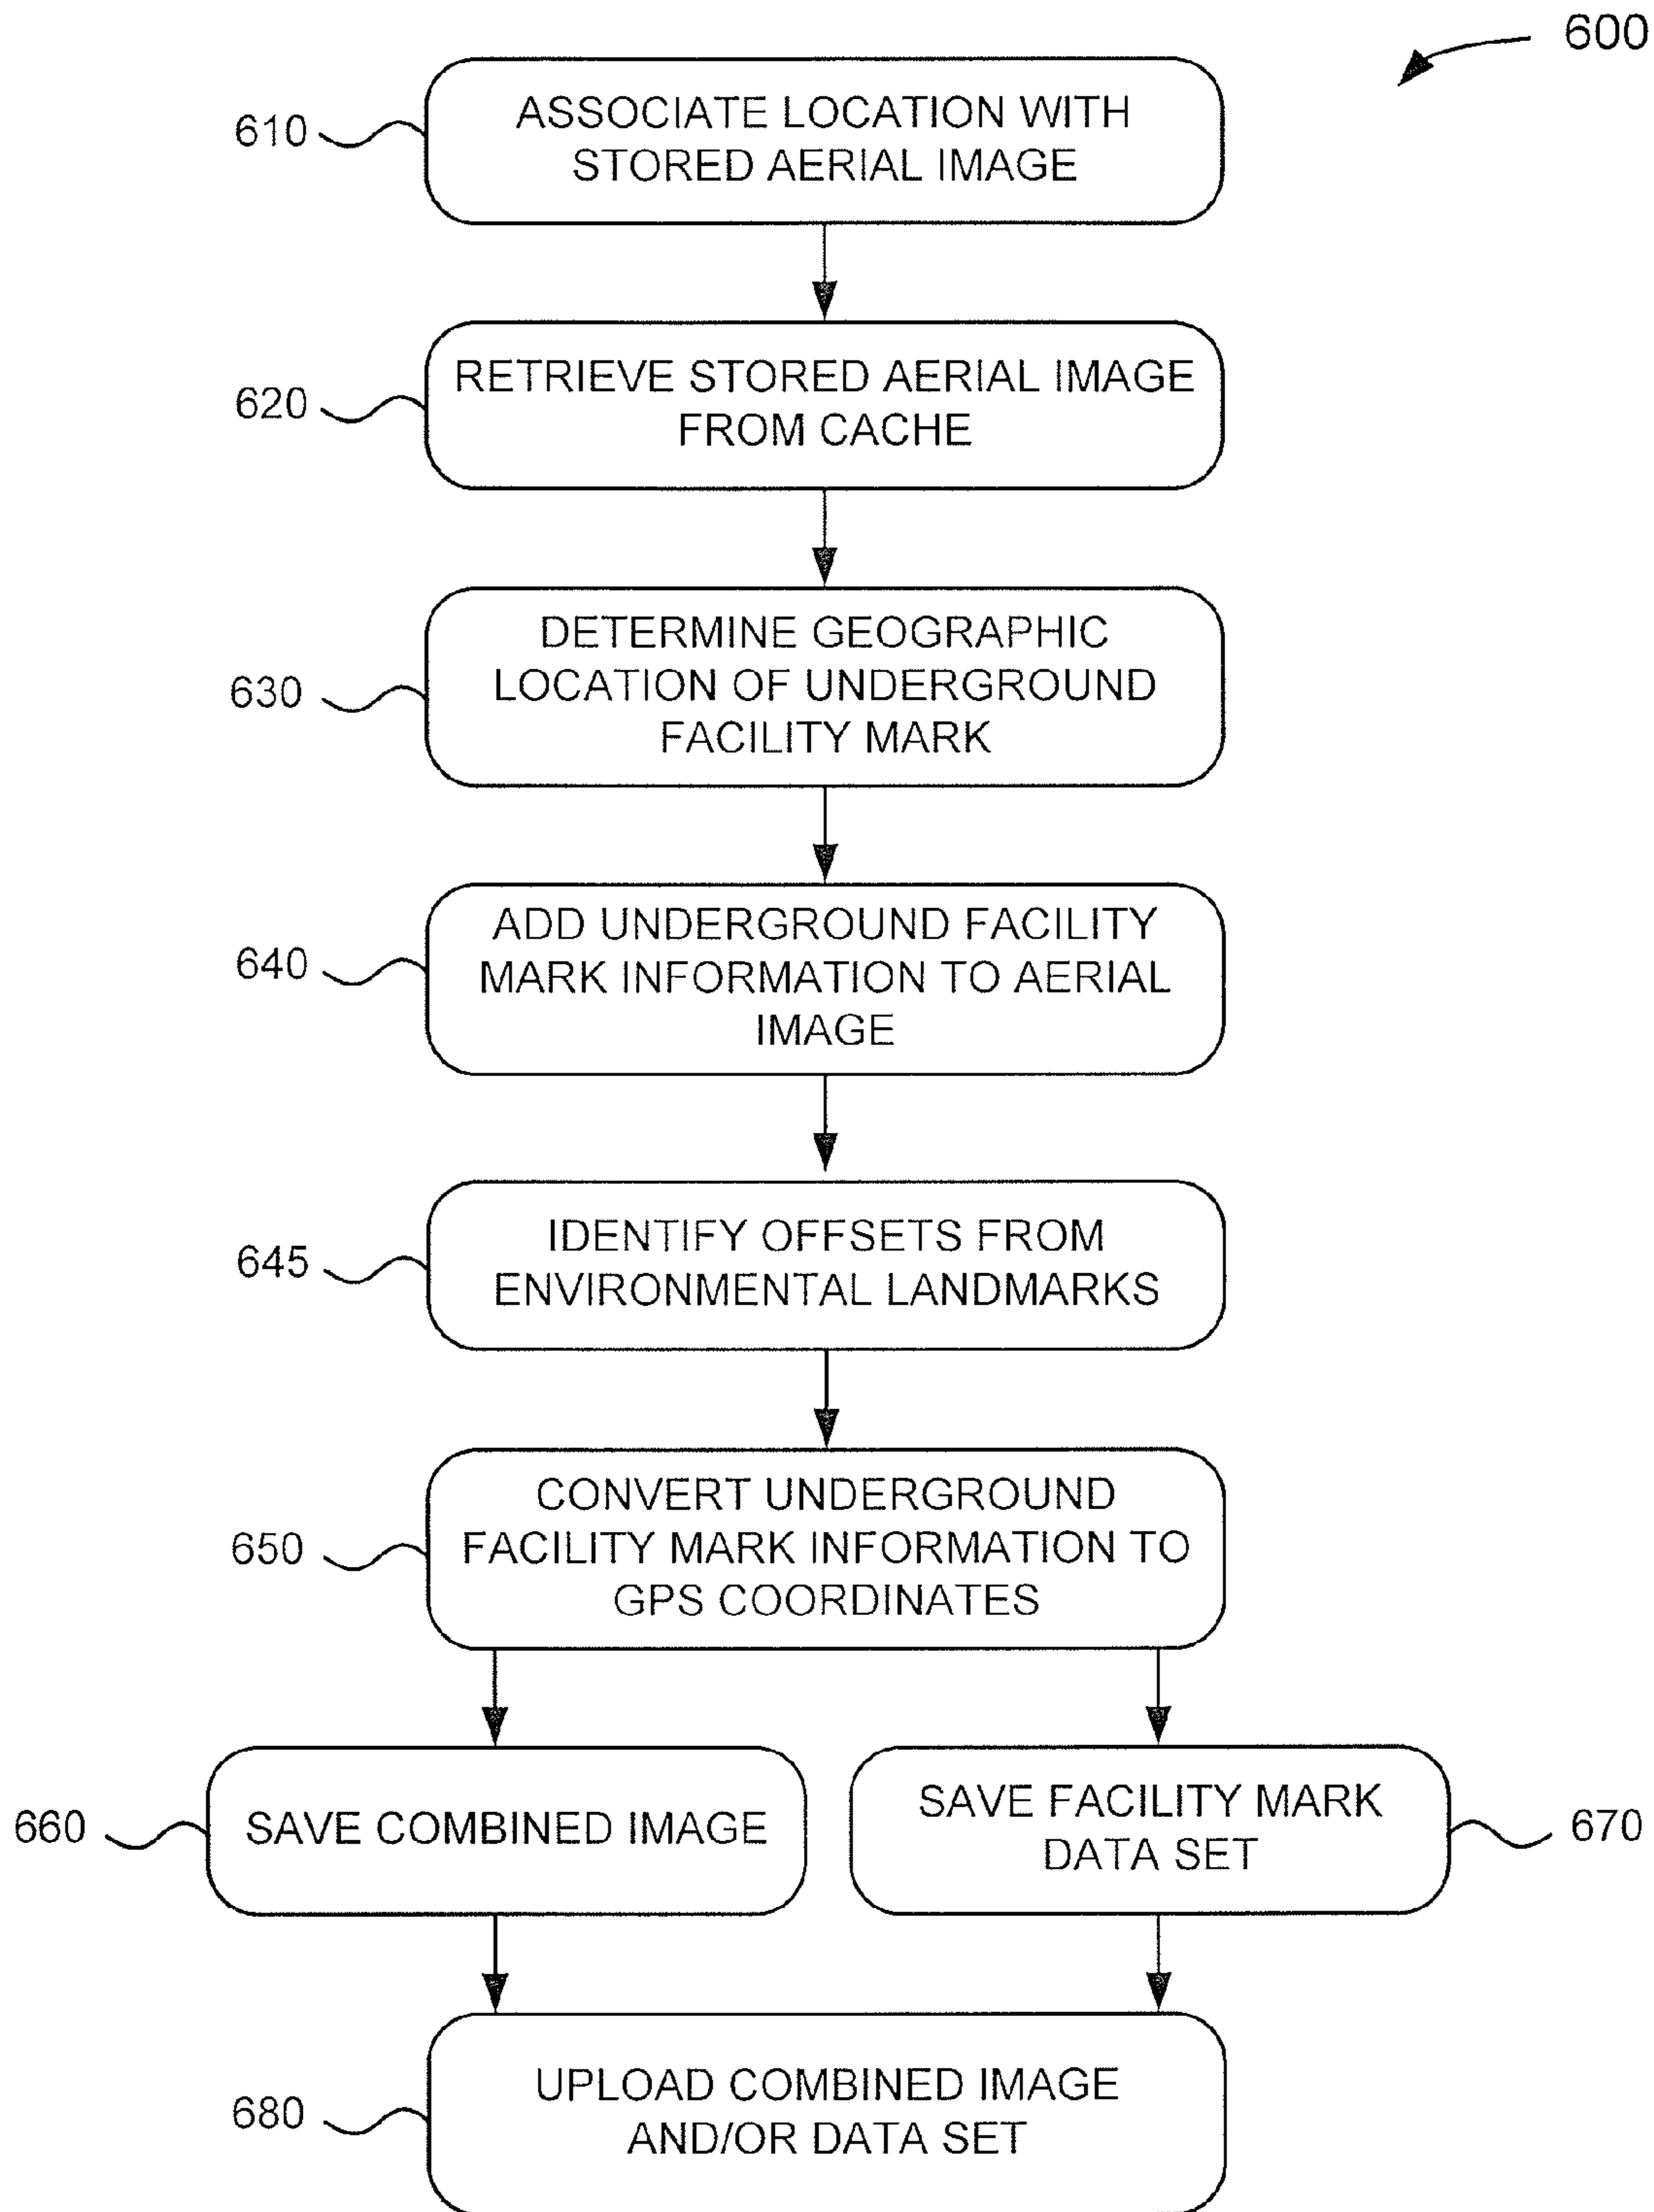 600
610
ASSOCIATE LOCATION WITH
STORED AERIAL IMAGE
620
RETRIEVE STORED AERIAL IMAGE
FROM CACHE
630
DETERMINE GEOGRAPHIC
LOCATION OF UNDERGROUND
FACILITY MARK
640
ADD UNDERGROUND FACILITY
MARK INFORMATION TO AERIAL
IMAGE
645
IDENTIFY OFFSETS FROM
ENVIRONMENTAL LANDMARKS
650
CONVERT UNDERGROUND
FACILITY MARK INFORMATION TO
GPS COORDINATES
660
SAVE COMBINED IMAGE
SAVE FACILITY MARK
DATA SET
670
680
UPLOAD COMBINED IMAGE
AND/OR DATA SET